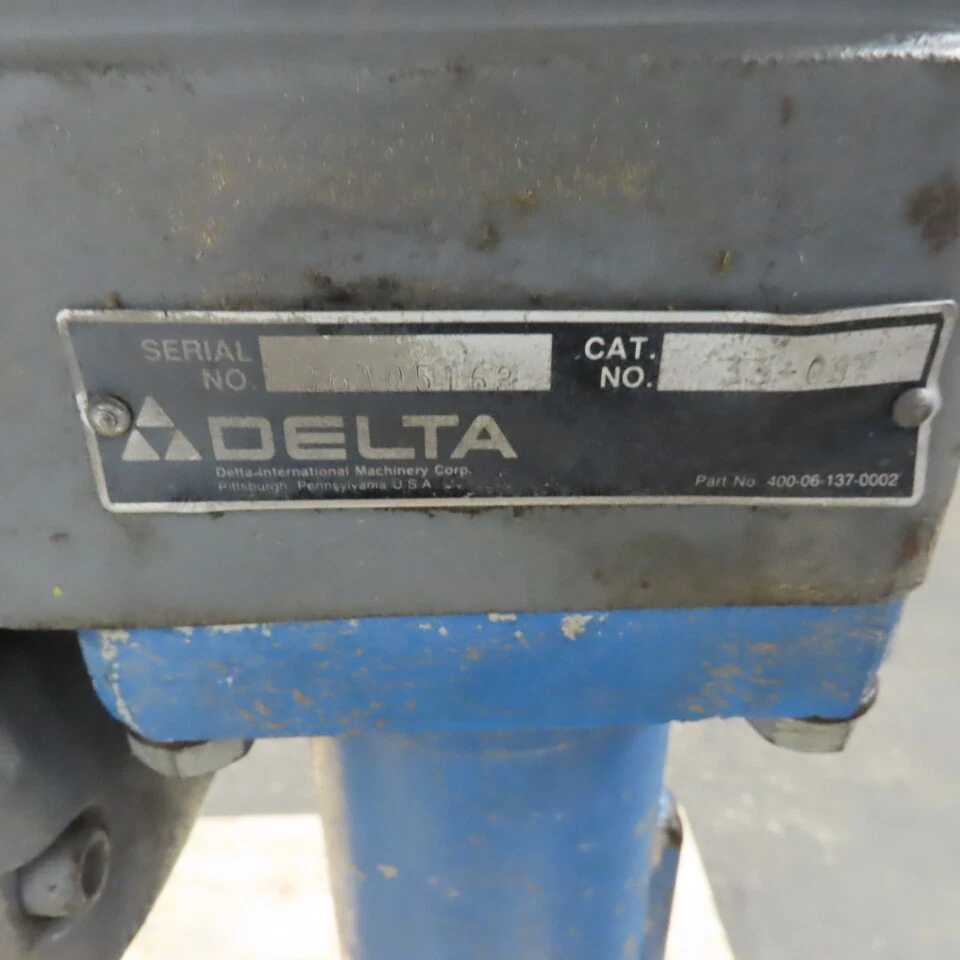 SERIAL NO.
CAT. NO.
DELTA
Delta-International Machinery Corp.
Pittsburgh, Pennsylvania U.S.A.
Part No. 400-06-137-0002